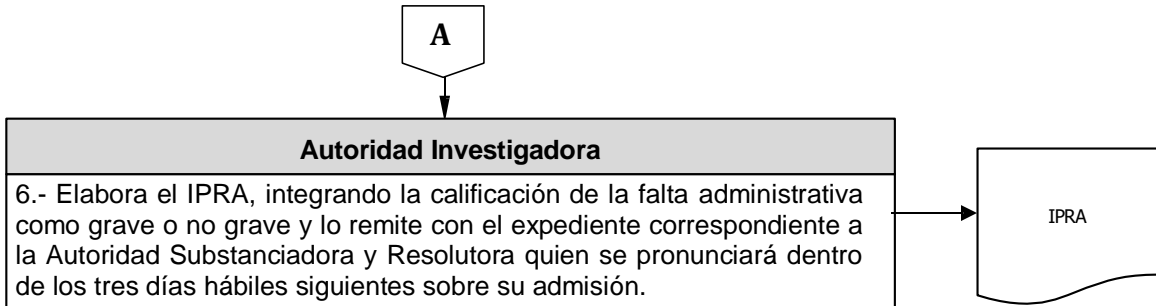 A
Autoridad Investigadora
6.- Elabora el IPRA, integrando la calificación de la falta administrativa
como grave o no grave y lo remite con el expediente correspondiente a
la Autoridad Substanciadora y Resolutora quien se pronunciará dentro
de los tres días hábiles siguientes sobre su admisión.
IPRA